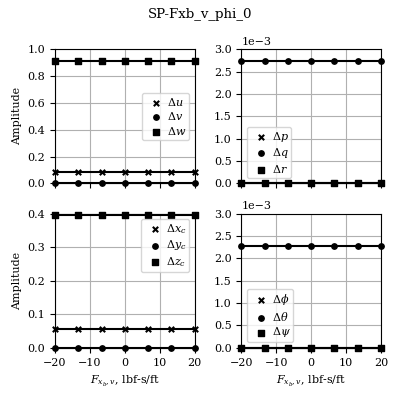 SP-Fxb_v_phi_0
1.0
0.8
0.6
0.4
0.2
0.0
Amplitude
Δu
Δv
Δw
1e−3
3.0
2.5
2.0
1.5
1.0
0.5
0.0
Δp
Δq
Δr
0.4
0.3
0.2
0.1
0.0
Amplitude
Δx_c
Δy_c
Δz_c
−20 −10 0 10 20
F_{x_b,v}, lbf-s/ft
1e−3
3.0
2.5
2.0
1.5
1.0
0.5
0.0
Δϕ
Δθ
Δψ
−20 −10 0 10 20
F_{x_b,v}, lbf-s/ft